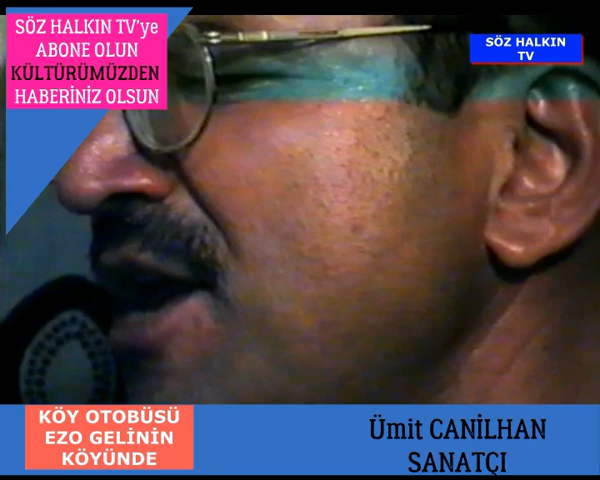 SÖZ HALKIN TV'ye
ABONE OLUN
KÜLTÜRÜMÜZDEN
HABERİNİZ OLSUN
SÖZ HALKIN
TV
KÖY OTOBÜSÜ
EZO GELİNİN
KÖYÜNDE
Ümit CANİLHAN
SANATÇI